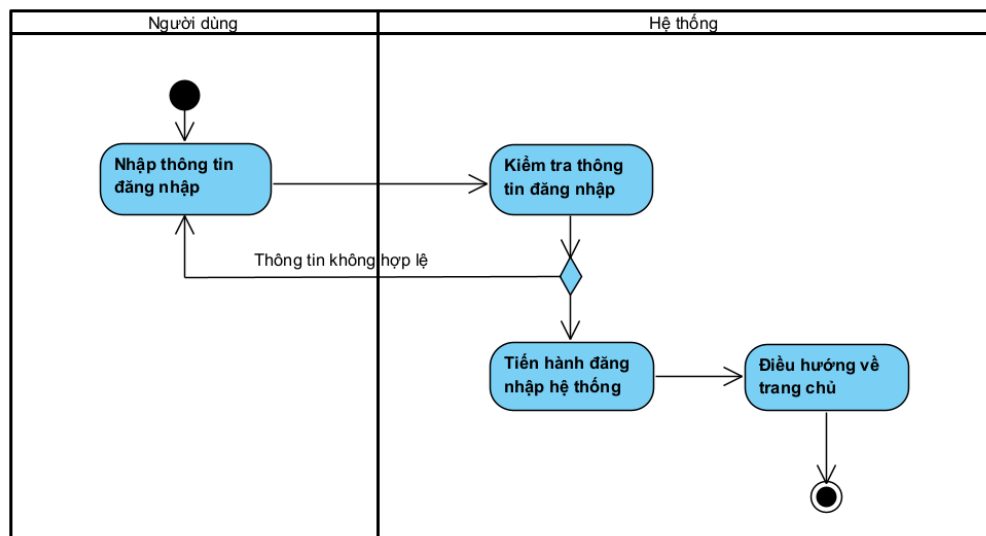 Người dùng
Hệ thống
Nhập thông tin
đăng nhập
Kiểm tra thông
tin đăng nhập
Thông tin không hợp lệ
Tiến hành đăng
nhập hệ thống
Điều hướng về
trang chủ